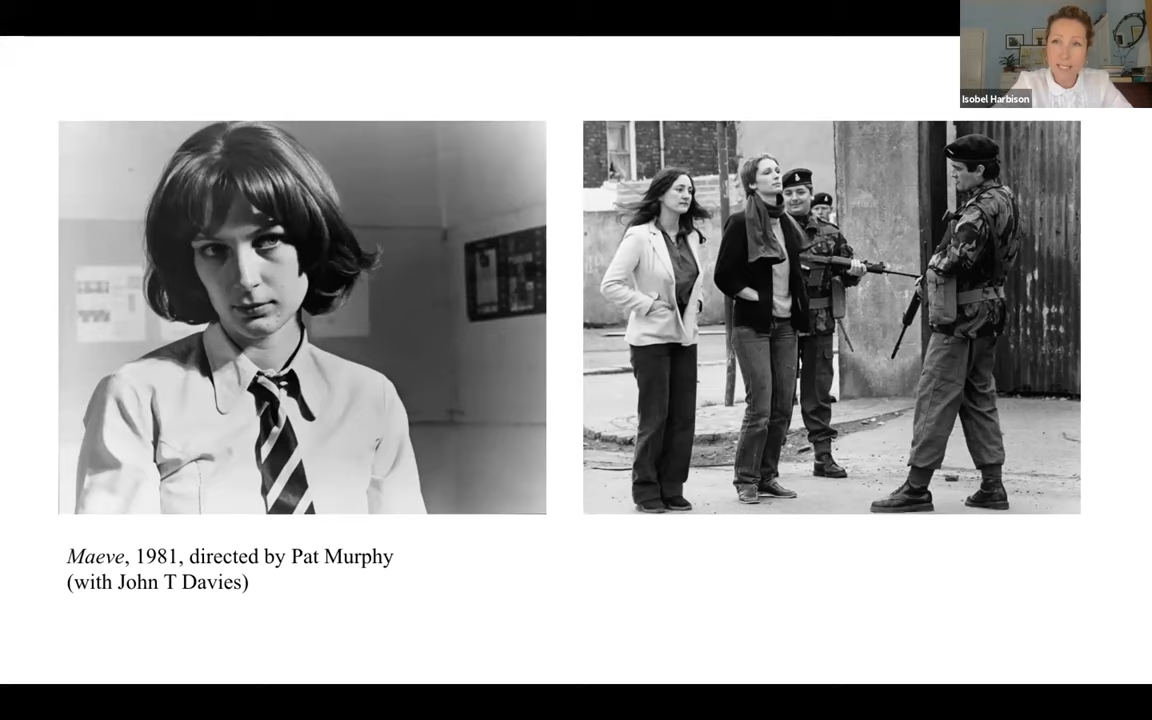 Isobel Harbison
Maeve, 1981, directed by Pat Murphy
(with John T Davies)